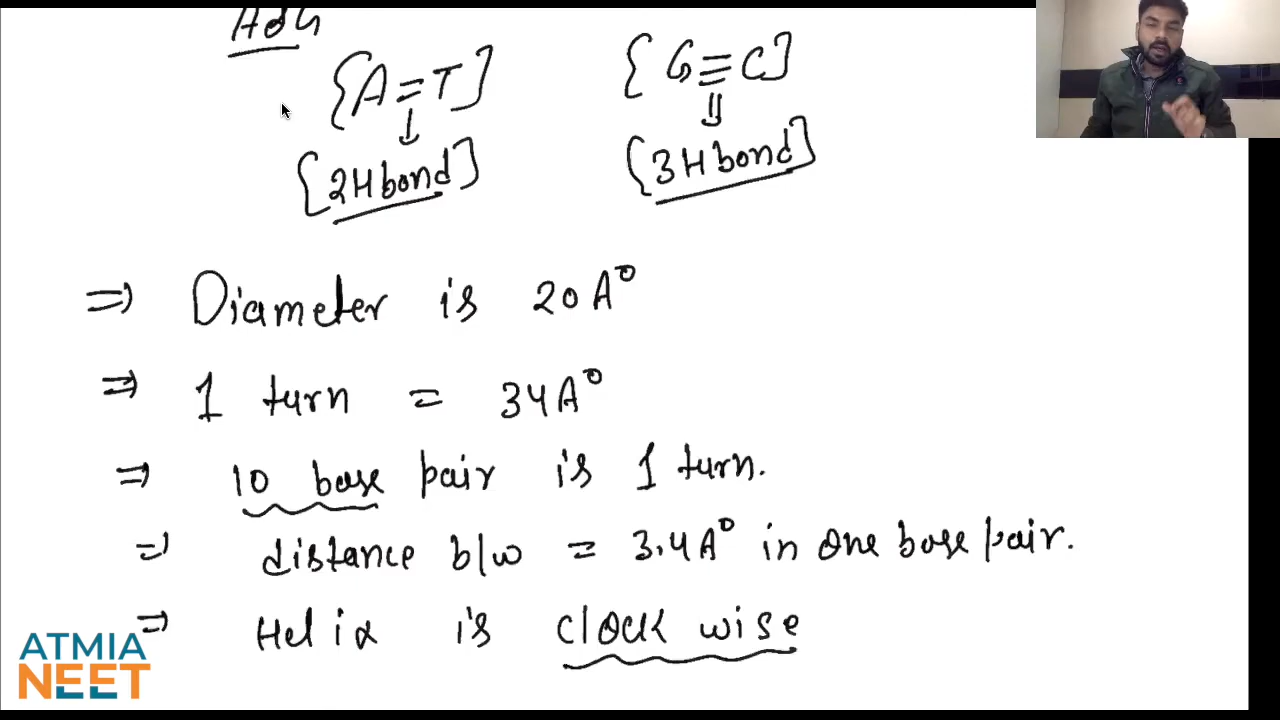 {A=T] {G≡C]
[2H bond] [3H bond]
⇒ Diameter is 20A°
⇒ 1 turn = 34A°
⇒ 10 base pair is 1 turn.
⇒ distance b/w = 3.4A° in one base pair.
⇒ Helix is clock wise
ATMIA
NEET